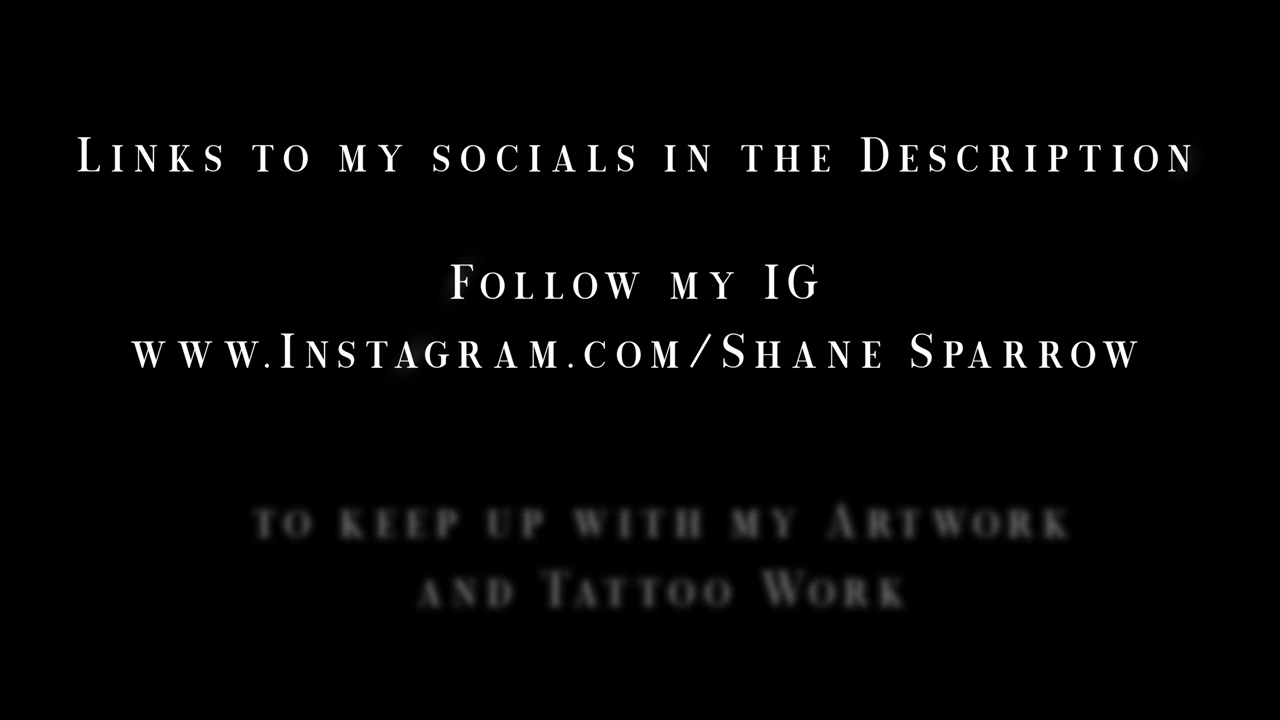 Links to my socials in the Description
Follow my IG
www.Instagram.com/Shane Sparrow
to keep up with my Artwork
and Tattoo Work